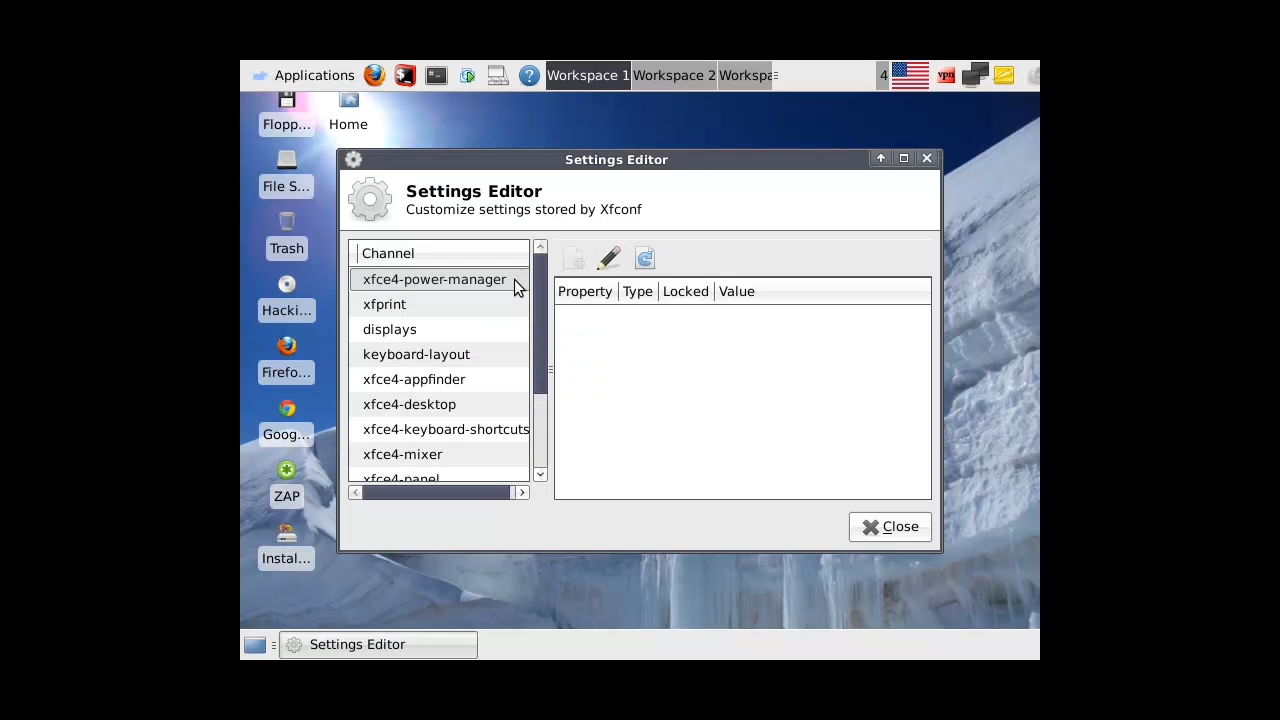 Applications
Workspace 1 Workspace 2 Workspa
4
vpn
Flopp...
Home
File S...
Trash
Hacki...
Firefo...
Goog...
ZAP
Instal...
Settings Editor
Settings Editor
Customize settings stored by Xfconf
Channel
xfce4-power-manager
xfprint
displays
keyboard-layout
xfce4-appfinder
xfce4-desktop
xfce4-keyboard-shortcuts
xfce4-mixer
xfce4-panel
Property Type Locked Value
Close
Settings Editor